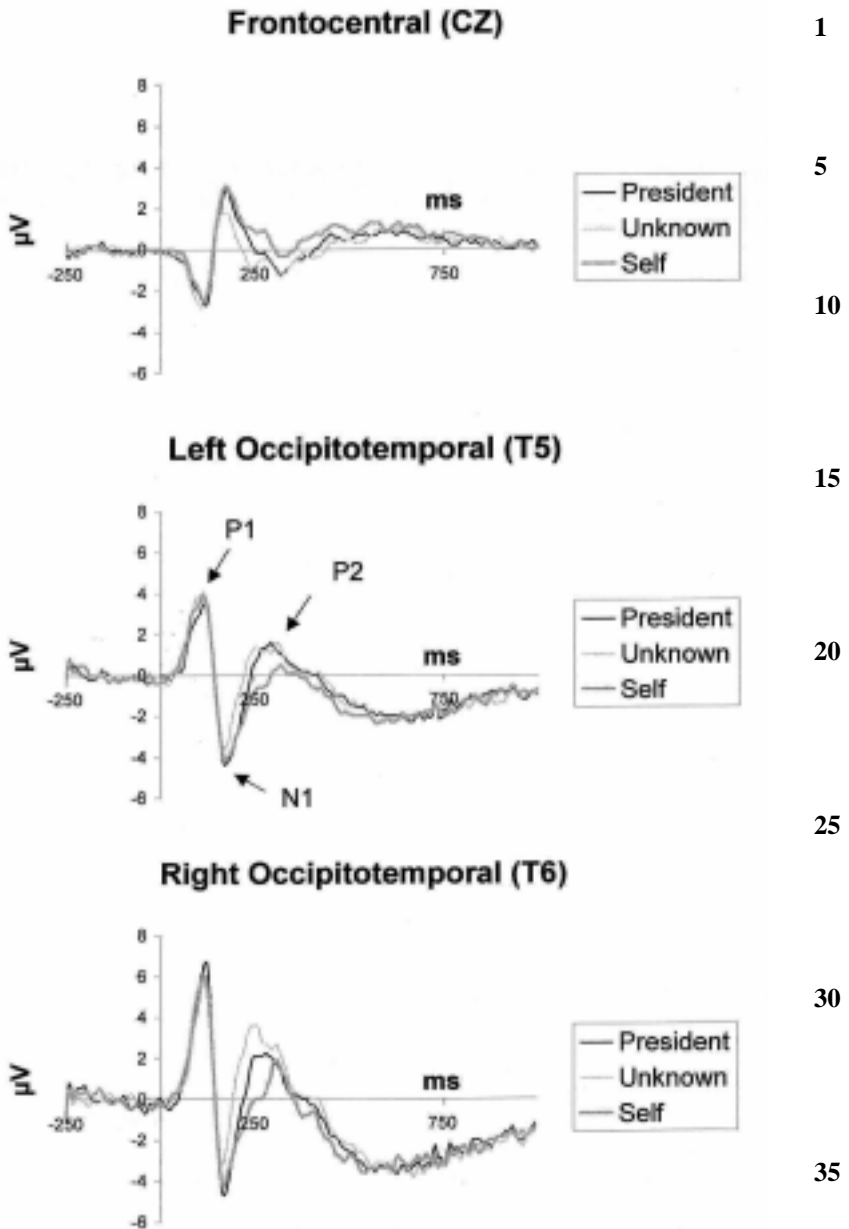 Frontocentral (CZ)
1
8
6
4
5
ms
President
2
Unknown
µV
0
Self
-250
250
750
-2
10
-4
-6
Left Occipitotemporal (T5)
15
8
P1
6
P2
4
President
2
ms
Unknown
20
µV
0
Self
-250
250
750
-2
-4
N1
-6
25
Right Occipitotemporal (T6)
8
6
30
4
President
2
ms
Unknown
µV
0
Self
-250
250
750
-2
-4
35
-6